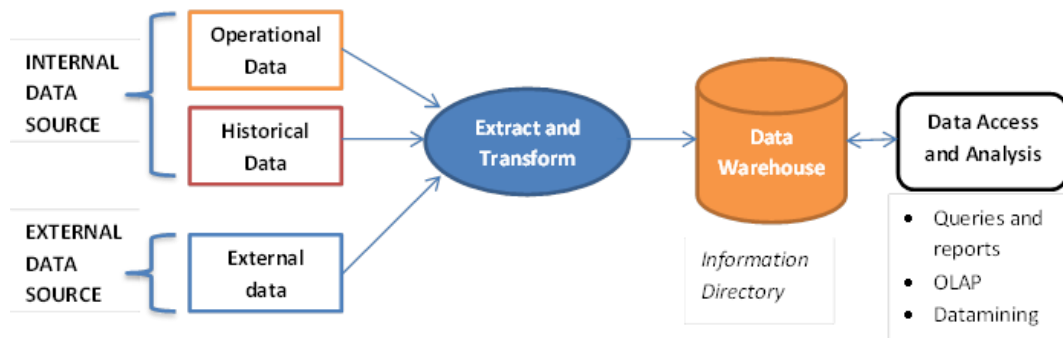 INTERNAL
DATA
SOURCE
Operational
Data
Historical
Data
EXTERNAL
DATA
SOURCE
External
data
Extract and
Transform
Data
Warehouse
Information
Directory
Data Access
and Analysis
• Queries and
reports
• OLAP
• Datamining